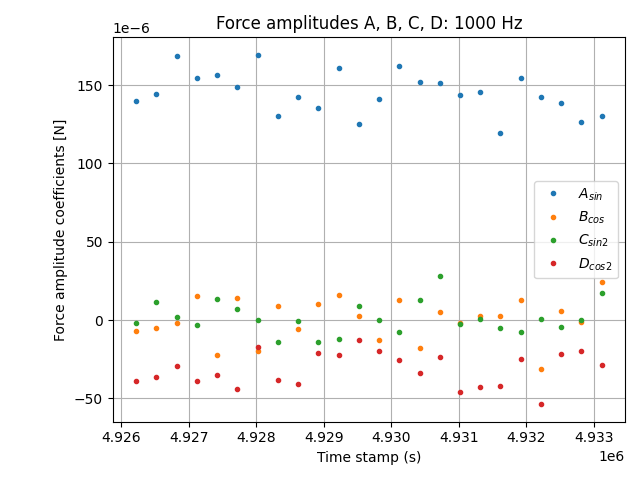 Force amplitudes A, B, C, D: 1000 Hz
1e−6
150
100
50
0
−50
Force amplitude coefficients [N]
A_sin
B_cos
C_sin2
D_cos2
4.926 4.927 4.928 4.929 4.930 4.931 4.932 4.933
Time stamp (s)
1e6